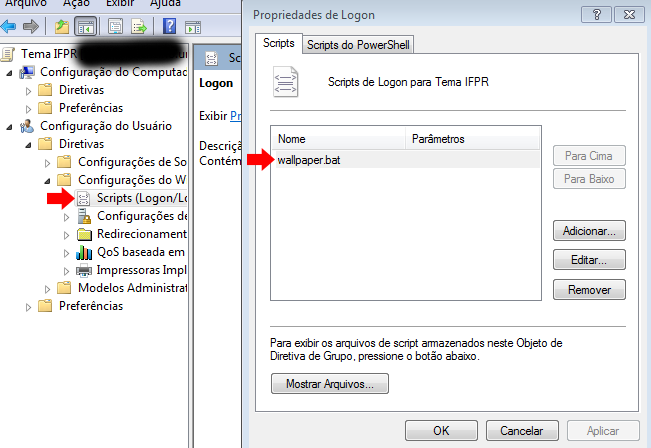 Arquivo Ação Exibir Ajuda
Tema IFPR
Configuração do Computad
Diretivas
Preferências
Configuração do Usuário
Diretivas
Configurações de So
Configurações do W
Scripts (Logon/Lo
Configurações de
Redirecionament
QoS baseada em
Impressoras Impl
Modelos Administrat
Preferências
Sc
Logon
Exibir Pr
Descriç
Contém
Propriedades de Logon
Scripts
Scripts do PowerShell
Scripts de Logon para Tema IFPR
Nome Parâmetros
wallpaper.bat
Para Cima
Para Baixo
Adicionar...
Editar...
Remover
Para exibir os arquivos de script armazenados neste Objeto de
Diretiva de Grupo, pressione o botão abaixo.
Mostrar Arquivos...
OK Cancelar Aplicar